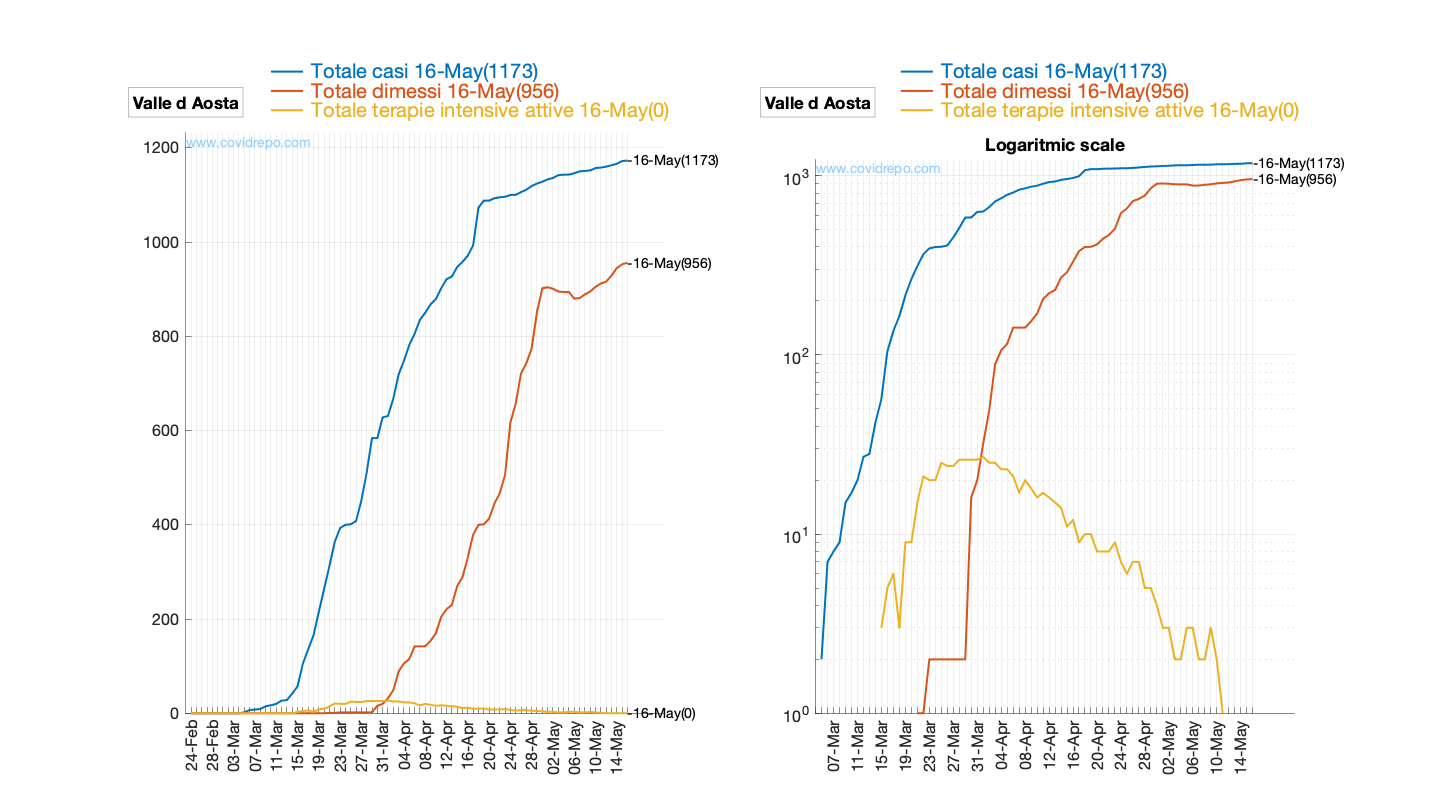 Totale casi 16-May(1173)
Totale dimessi 16-May(956)
Totale terapie intensive attive 16-May(0)
Valle d Aosta
www.covidrepo.com
1200
1000
800
600
400
200
0
-16-May(1173)
-16-May(956)
-16-May(0)
24-Feb
28-Feb
03-Mar
07-Mar
11-Mar
15-Mar
19-Mar
23-Mar
27-Mar
31-Mar
04-Apr
08-Apr
12-Apr
16-Apr
20-Apr
24-Apr
28-Apr
02-May
06-May
10-May
14-May
Totale casi 16-May(1173)
Totale dimessi 16-May(956)
Totale terapie intensive attive 16-May(0)
Valle d Aosta
Logaritmic scale
www.covidrepo.com
10³
10²
10¹
10⁰
-16-May(1173)
-16-May(956)
07-Mar
11-Mar
15-Mar
19-Mar
23-Mar
27-Mar
31-Mar
04-Apr
08-Apr
12-Apr
16-Apr
20-Apr
24-Apr
28-Apr
02-May
06-May
10-May
14-May